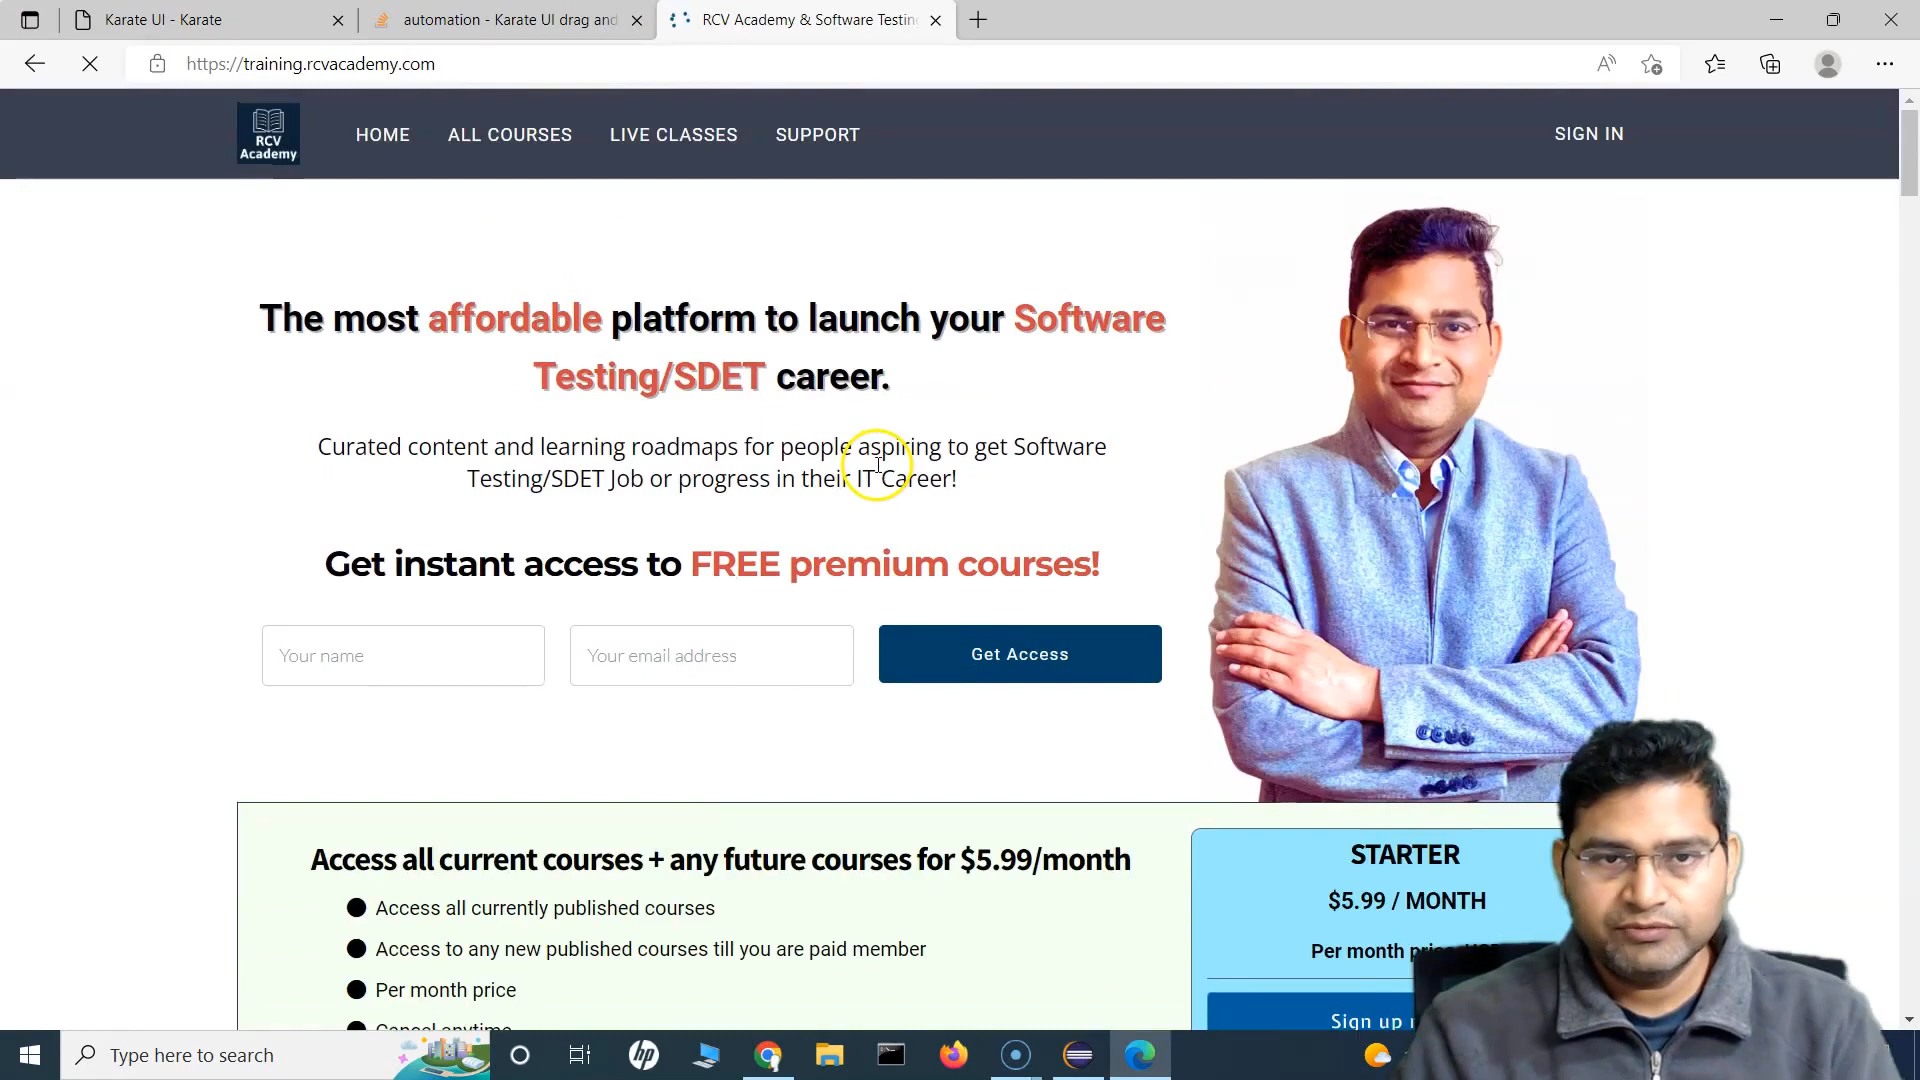 Karate UI - Karate
automation - Karate UI drag and
RCV Academy & Software Testin
https://training.rcvacademy.com
RCV
Academy
HOME
ALL COURSES
LIVE CLASSES
SUPPORT
SIGN IN
The most affordable platform to launch your Software
Testing/SDET career.
Curated content and learning roadmaps for people aspiring to get Software
Testing/SDET Job or progress in their IT Career!
Get instant access to FREE premium courses!
Your name
Your email address
Get Access
Access all current courses + any future courses for $5.99/month
Access all currently published courses
Access to any new published courses till you are paid member
Per month price
Cancel anytime
STARTER
$5.99 / MONTH
Per month
Sign up
Type here to search
hp